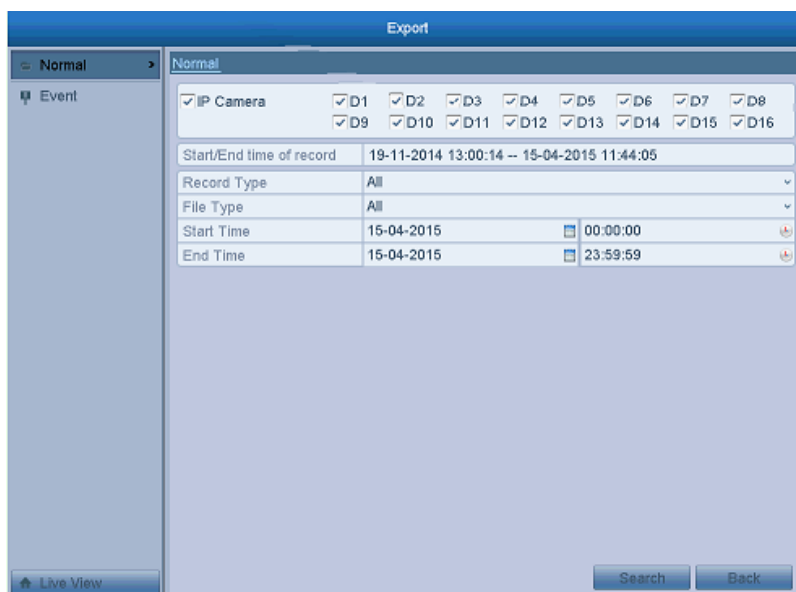 Export
Normal
Event
Live View
Normal
IP Camera D1 D2 D3 D4 D5 D6 D7 D8
D9 D10 D11 D12 D13 D14 D15 D16
Start/End time of record 19-11-2014 13:00:14 -- 15-04-2015 11:44:05
Record Type All
File Type All
Start Time 15-04-2015 00:00:00
End Time 15-04-2015 23:59:59
Search Back